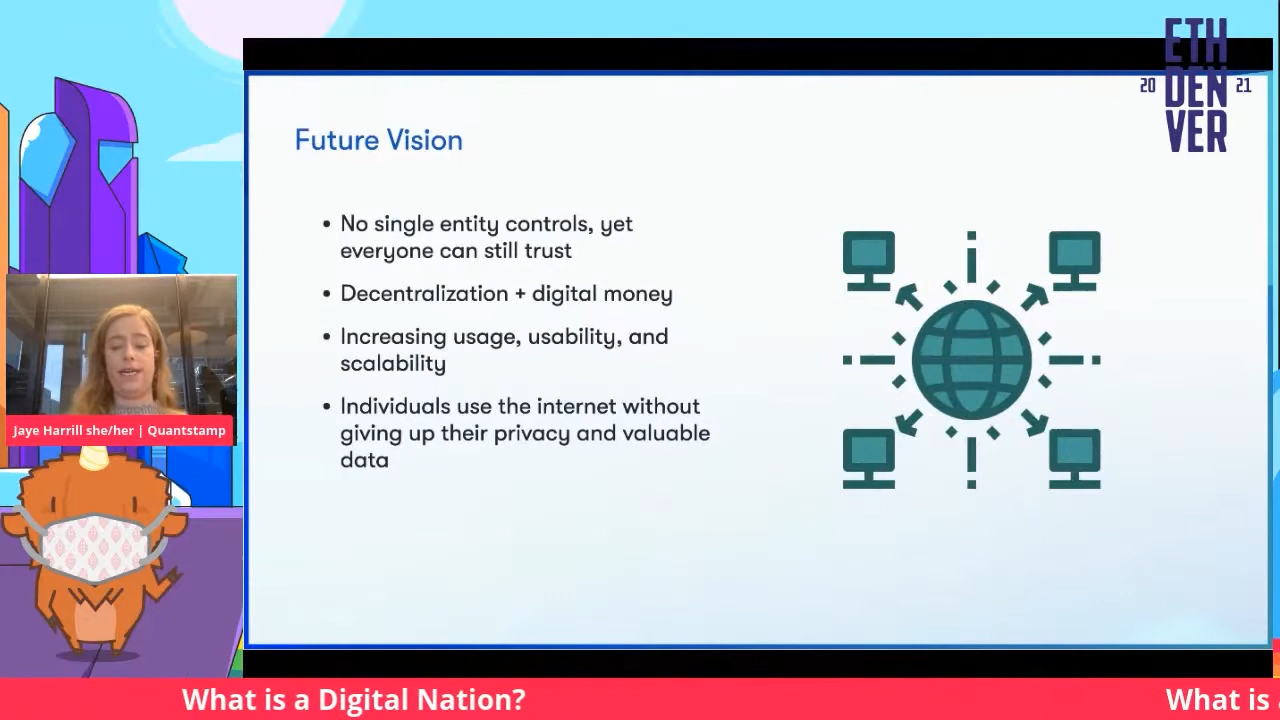 ETH
20 DEN 21
VER
Future Vision
• No single entity controls, yet
everyone can still trust
• Decentralization + digital money
• Increasing usage, usability, and
scalability
• Individuals use the internet without
giving up their privacy and valuable
data
Jaye Harrill she/her | Quantstamp
What is a Digital Nation?
What is